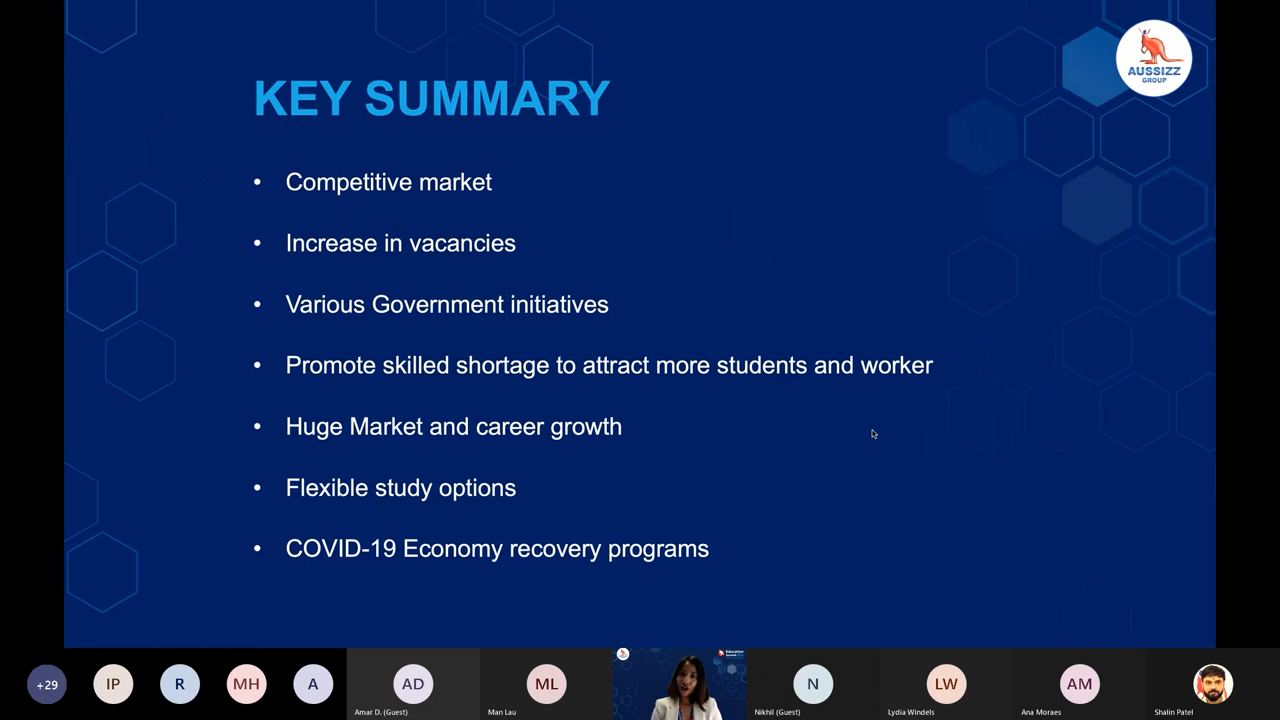 AUSSIZZ
GROUP
KEY SUMMARY
• Competitive market
• Increase in vacancies
• Various Government initiatives
• Promote skilled shortage to attract more students and worker
• Huge Market and career growth
• Flexible study options
• COVID-19 Economy recovery programs
+29
IP
R
MH
A
AD
Amar D. (Guest)
ML
Man Lau
Education
N
Nikhil (Guest)
LW
Lydia Windels
AM
Ana Moraes
Shalin Patel